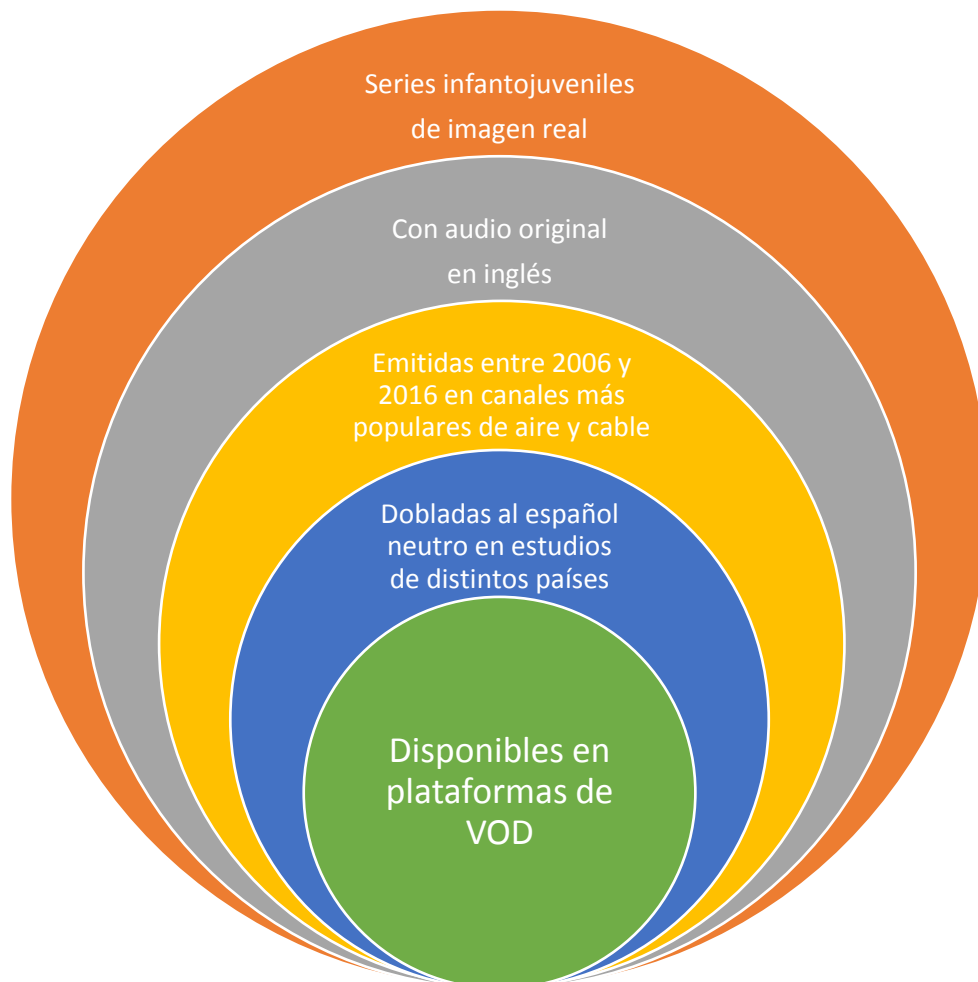 Series infantojuveniles
de imagen real
Con audio original
en inglés
Emitidas entre 2006 y
2016 en canales más
populares de aire y cable
Dobladas al español
neutro en estudios
de distintos países
Disponibles en
plataformas de
VOD